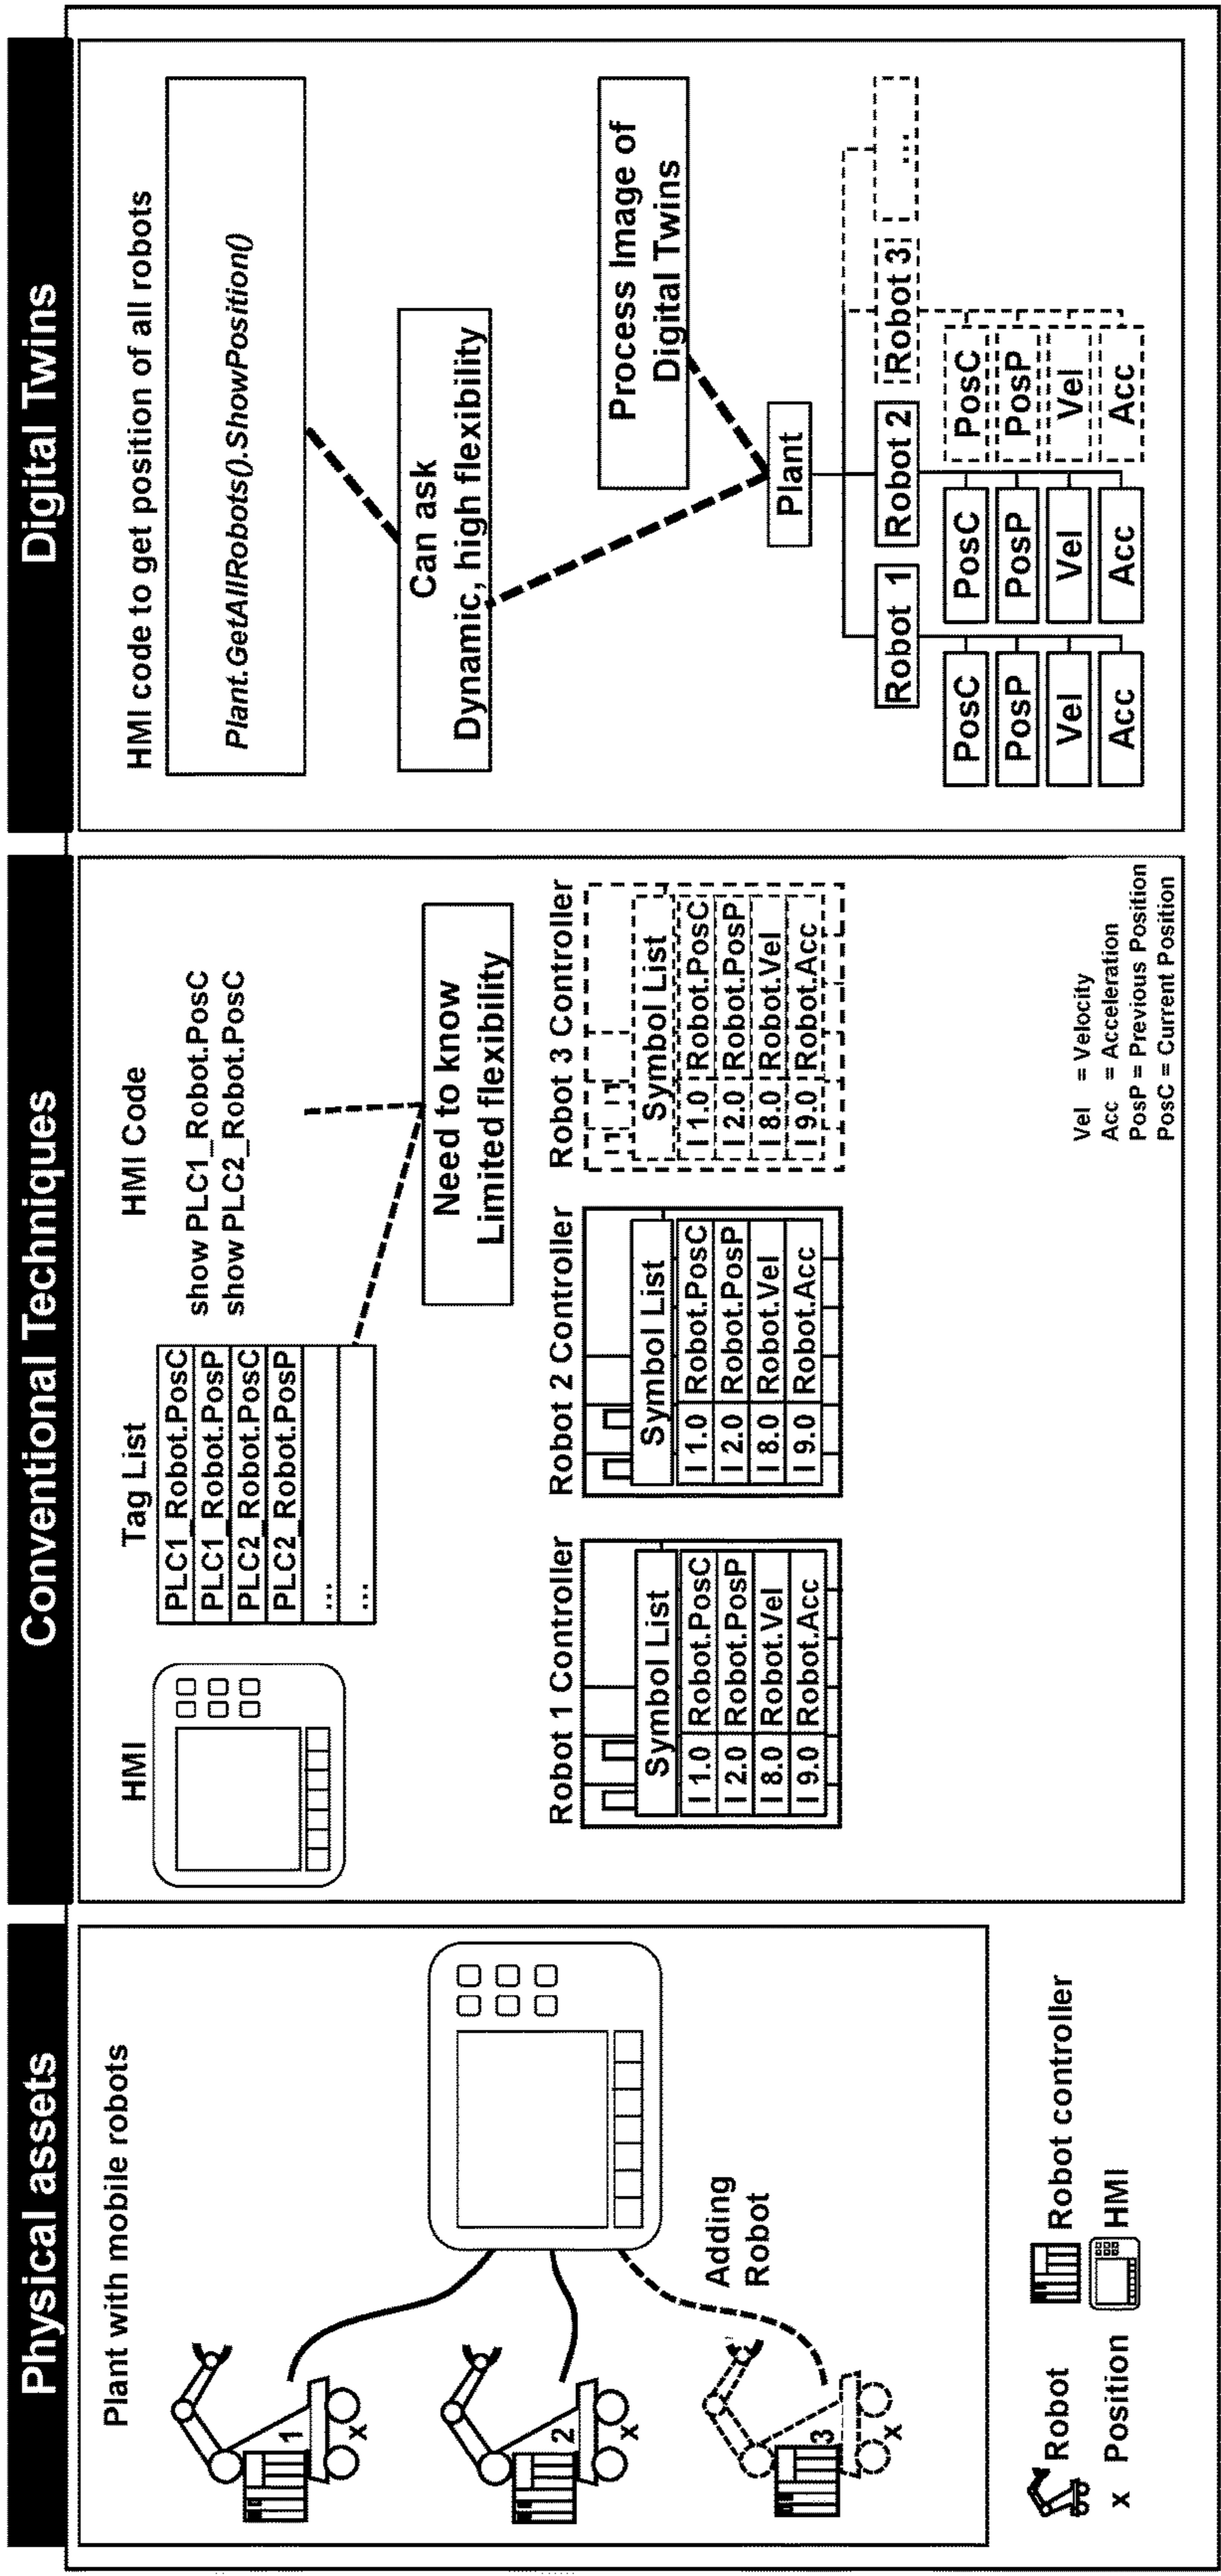 Physical assets
Plant with mobile robots
1
x
2
x
3
x
Adding
Robot
Robot
Robot controller
x Position
HMI
Conventional Techniques
HMI
Tag List
PLC1_Robot.PosC
PLC1_Robot.PosP
PLC2_Robot.PosC
PLC2_Robot.PosP
...
...
HMI Code
show PLC1_Robot.PosC
show PLC2_Robot.PosC
Need to know
Limited flexibility
Robot 1 Controller
Symbol List
I 1.0 Robot.PosC
I 2.0 Robot.PosP
I 8.0 Robot.Vel
I 9.0 Robot.Acc
Robot 2 Controller
Symbol List
I 1.0 Robot.PosC
I 2.0 Robot.PosP
I 8.0 Robot.Vel
I 9.0 Robot.Acc
Robot 3 Controller
Symbol List
I 1.0 Robot.PosC
I 2.0 Robot.PosP
I 8.0 Robot.Vel
I 9.0 Robot.Acc
Vel = Velocity
Acc = Acceleration
PosP = Previous Position
PosC = Current Position
Digital Twins
HMI code to get position of all robots
Plant.GetAllRobots().ShowPosition()
Can ask
Dynamic, high flexibility
Process Image of
Digital Twins
Plant
Robot 1
PosC
PosP
Vel
Acc
Robot 2
PosC
PosP
Vel
Acc
Robot 3
PosC
PosP
Vel
Acc
...